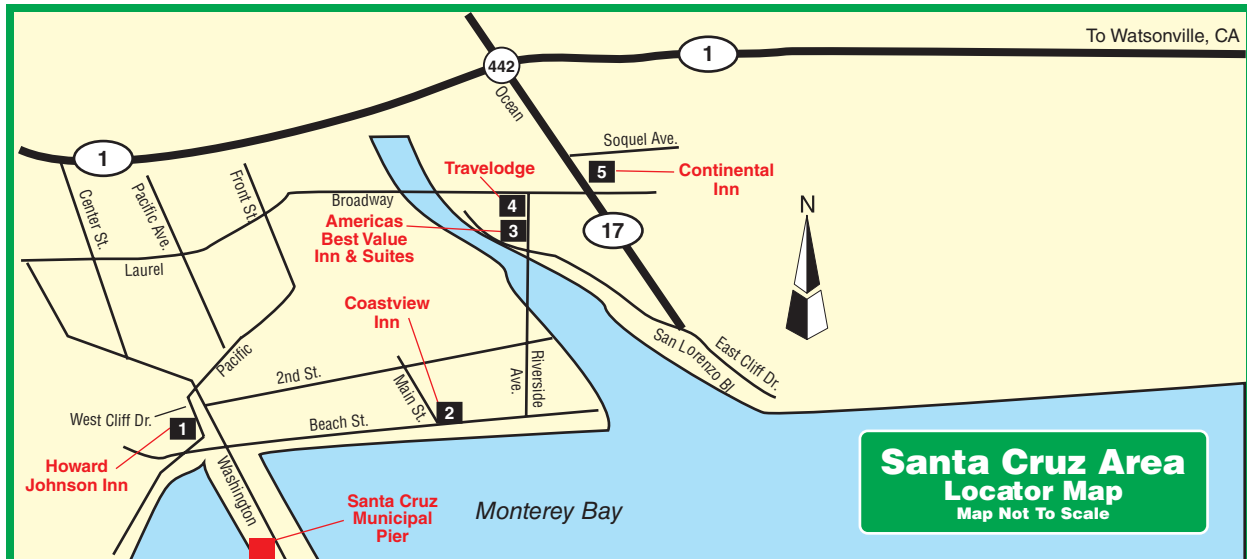 To Watsonville, CA
1
442
Ocean
Soquel Ave.
1
5
Continental
Inn
Travelodge
Center St.
Pacific Ave.
Front St.
Broadway
4
Americas
Best Value
Inn & Suites
3
17
N
Laurel
Coastview
Inn
Pacific
2nd St.
Main St.
Riverside
Ave.
San Lorenzo Bl
East Cliff Dr.
West Cliff Dr.
1
2
Beach St.
Howard
Johnson Inn
Washington
Santa Cruz
Municipal
Pier
Monterey Bay
Santa Cruz Area
Locator Map
Map Not To Scale